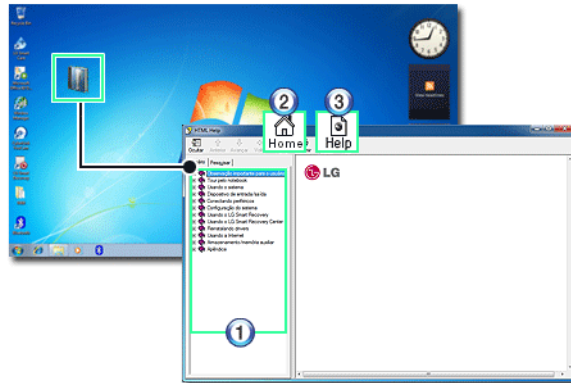 2
3
HTML Help
Home
Help
Ocultar
Pesquisar
Observação importante para o usuário
Tour pelo notebook
Usando o sistema
Dispositivo de entrada/saída
Conectando periféricos
Configuração do sistema
Usando o LG Smart Recovery
Usando o LG Smart Recovery Center
Reinstalando drivers
Usando a Internet
Armazenamento/memória auxiliar
Apêndice
LG
1